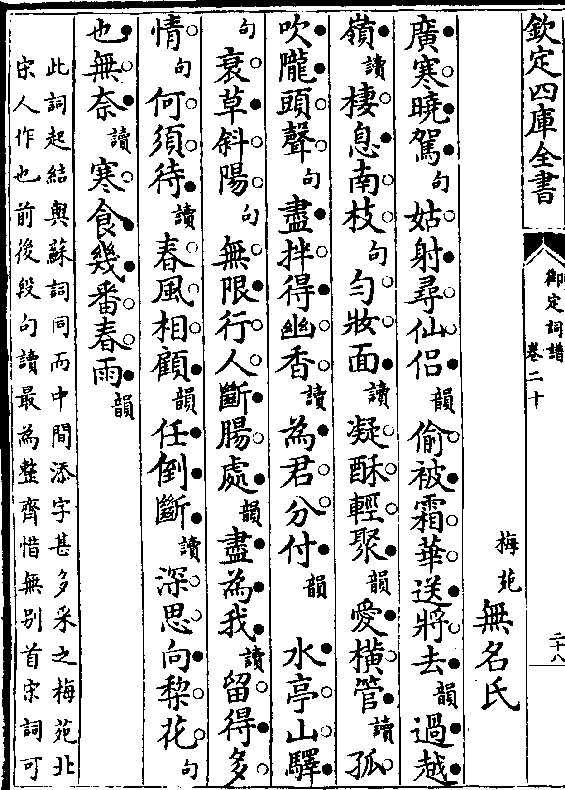 欽定四庫全書
御定詞譜
卷二十
二十八
梅苑無名氏
廣寒曉駕句姑射尋仙侶韻偷被霜華送將去韻過越
嶺讀棲息南枝句勻妝面讀凝酥輕聚韻愛橫管讀孤
吹隴頭聲句盡拌得幽香讀為君分付韻　水亭山驛
句衰草斜陽句無限行人斷腸處韻盡為我讀留得多
情句何須待讀春風相顧韻任倒斷讀深思向棃花句
也無奈讀寒食幾番春雨韻
此詞起結與蘇詞同而中間添字甚多采之梅苑北
宋人作也前後段句讀最為整齊惜無别首宋詞可